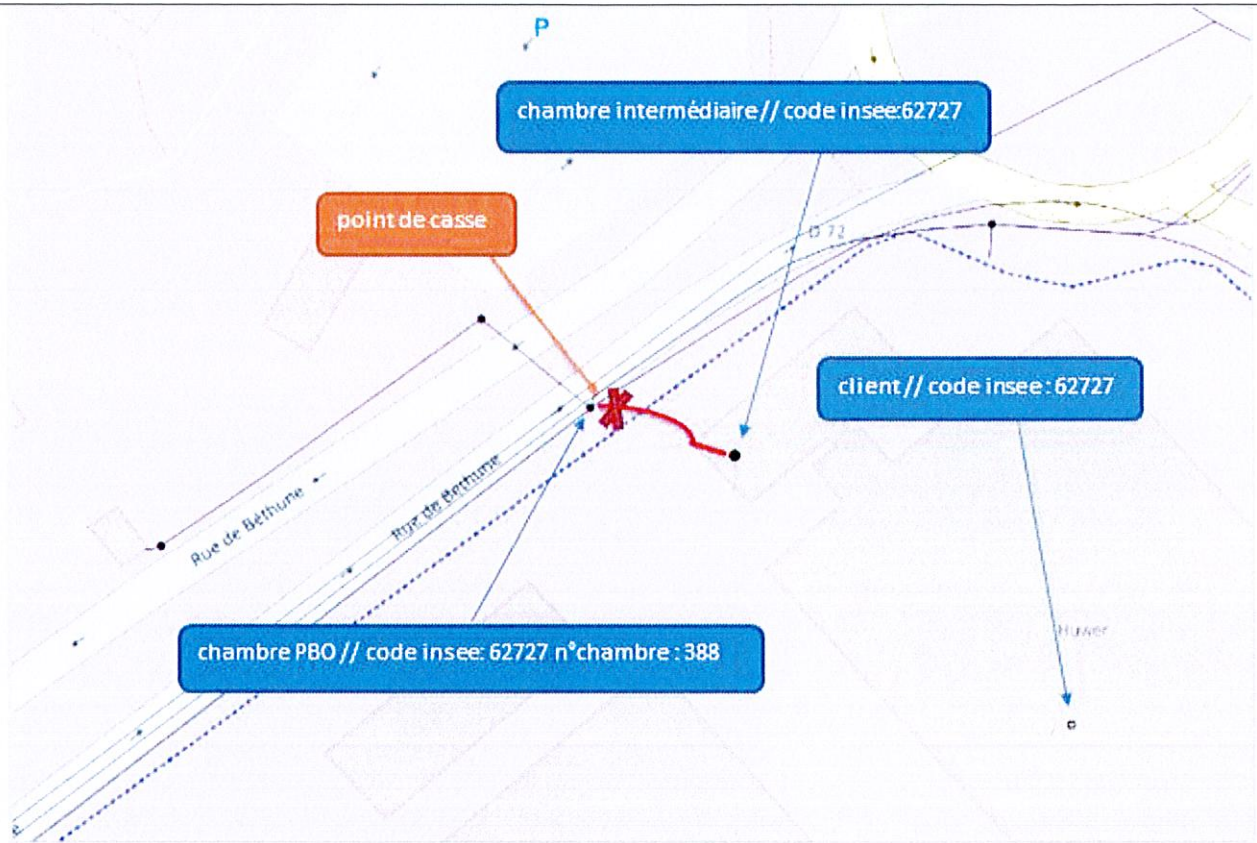 P
chambre intermédiaire // code insee:62727
point de casse
D 72
client // code insee : 62727
Rue de Béthune
Rue de Béthune
chambre PBO // code insee: 62727 n°chambre : 388
Huwer